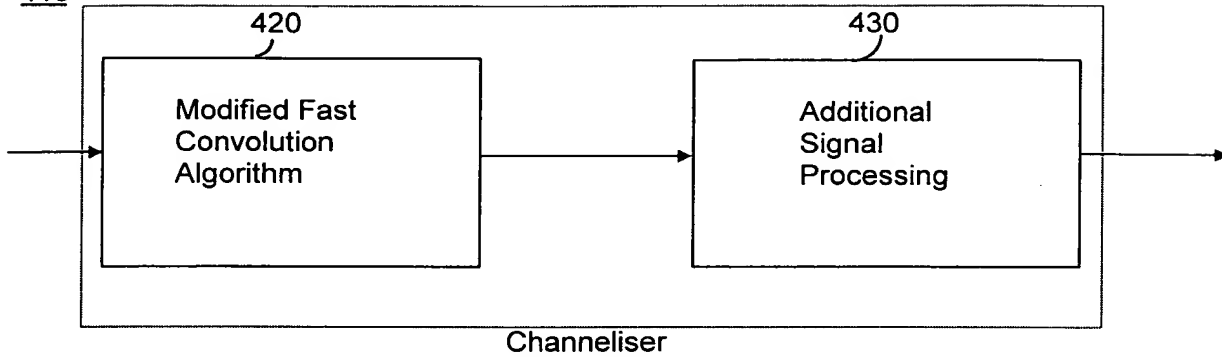 420
430
Modified Fast
Convolution
Algorithm
Additional
Signal
Processing
Channeliser